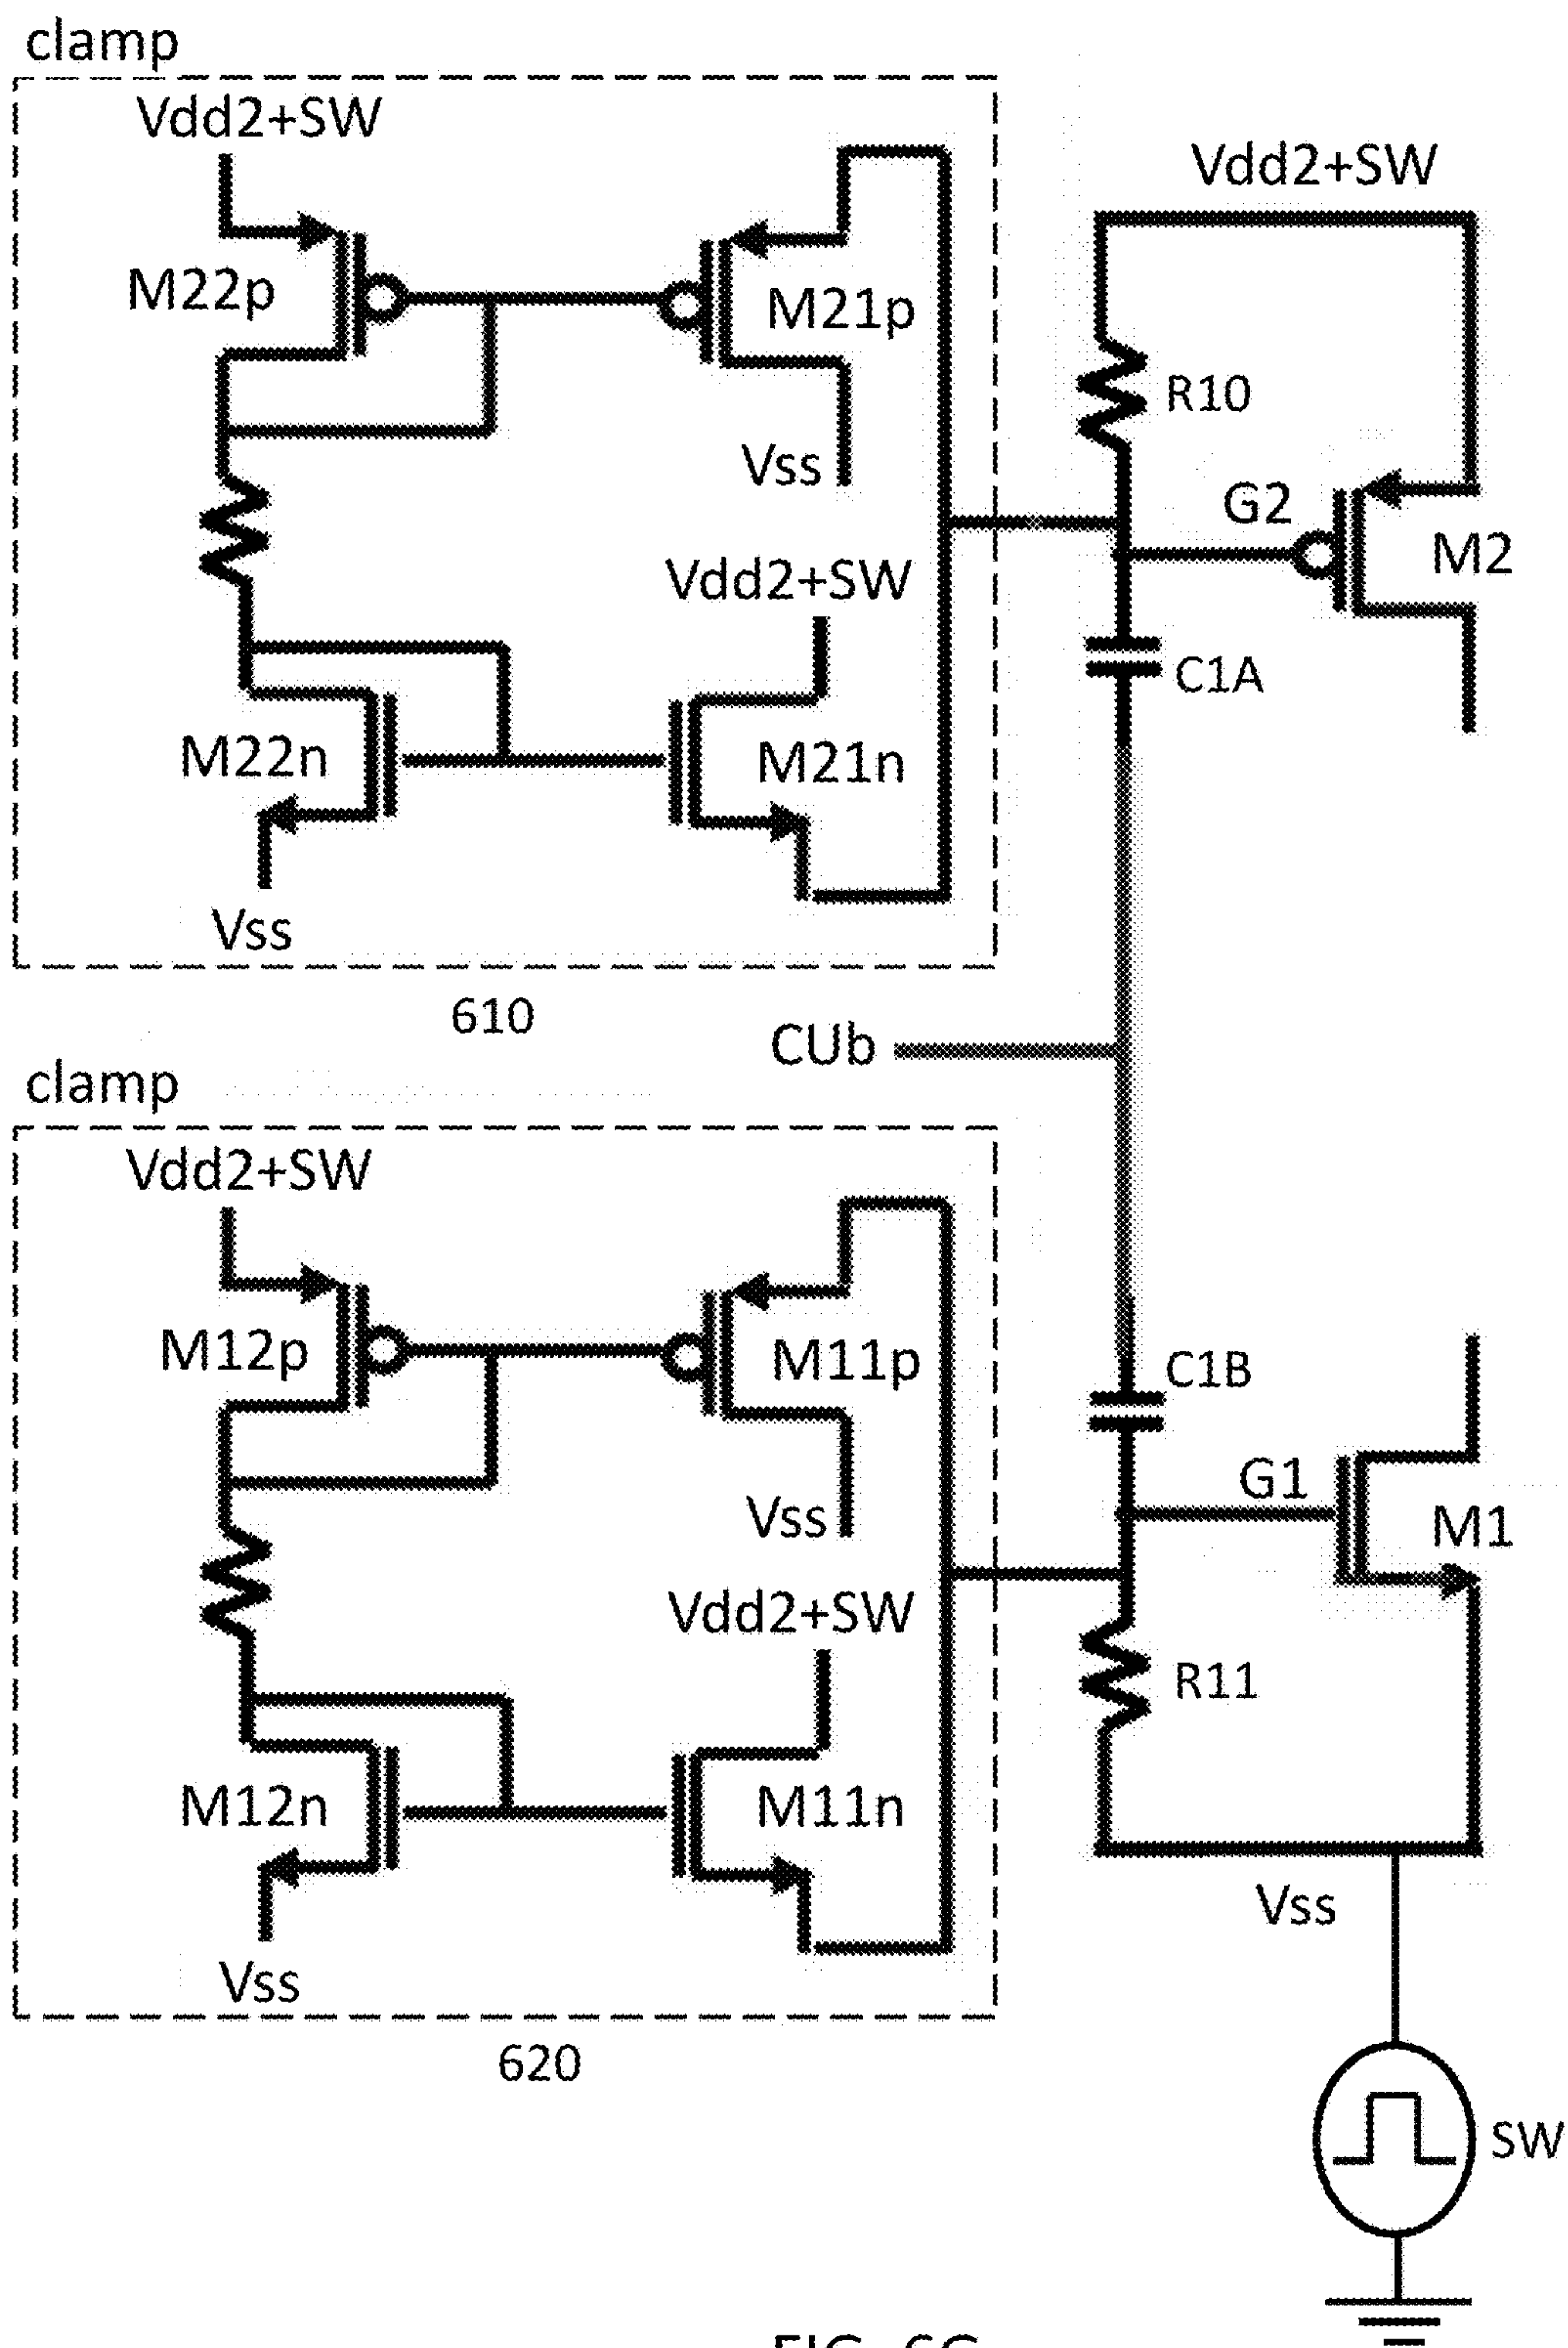 clamp
Vdd2+SW
Vdd2+SW
M22p
M21p
R10
Vss
G2
M2
Vdd2+SW
C1A
M22n
M21n
Vss
610
CUb
clamp
Vdd2+SW
M12p
M11p
C1B
G1
Vss
M1
Vdd2+SW
R11
M12n
M11n
Vss
Vss
620
SW